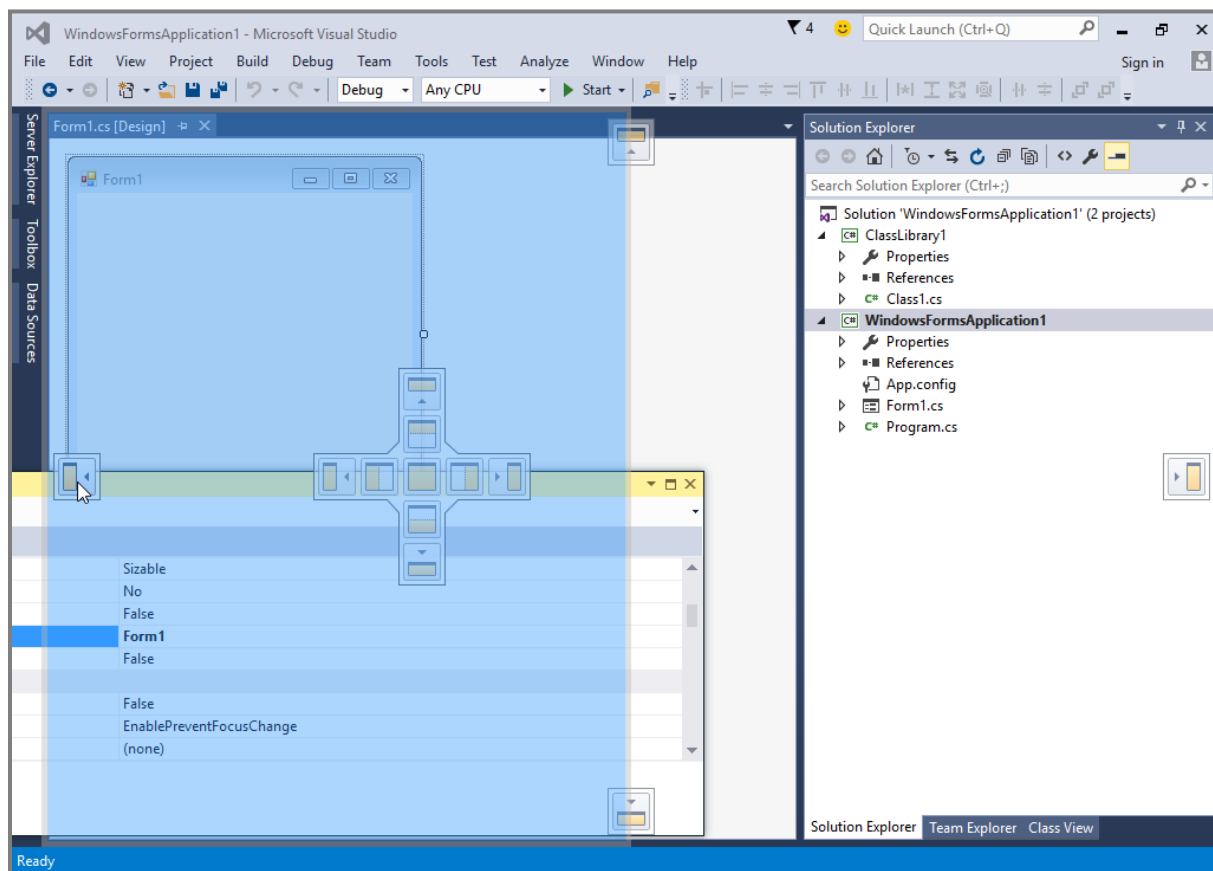 WindowsFormsApplication1 - Microsoft Visual Studio
4
Quick Launch (Ctrl+Q)
File Edit View Project Build Debug Team Tools Test Analyze Window Help
Sign in
Debug
Any CPU
Start
Server Explorer
Toolbox
Data Sources
Form1.cs [Design]
Form1
Sizable
No
False
Form1
False
False
EnablePreventFocusChange
(none)
Solution Explorer
Search Solution Explorer (Ctrl+;)
Solution 'WindowsFormsApplication1' (2 projects)
C# ClassLibrary1
Properties
References
C# Class1.cs
C# WindowsFormsApplication1
Properties
References
App.config
Form1.cs
C# Program.cs
Solution Explorer Team Explorer Class View
Ready